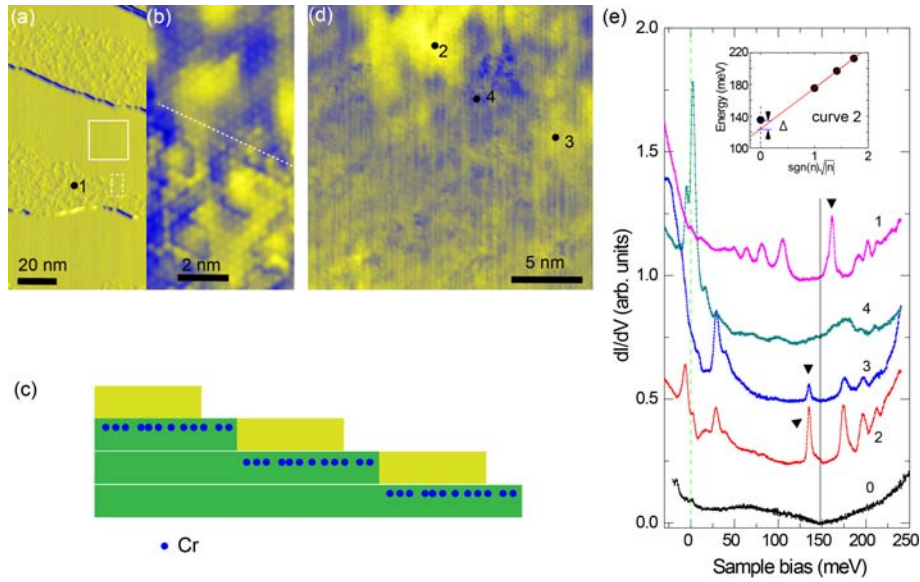 (a)
1
20 nm
(b)
2 nm
(d)
2
4
3
5 nm
(c)
Cr
(e)
2.0
1.5
1.0
0.5
0.0
dI/dV (arb. units)
0 50 100 150 200 250
Sample bias (meV)
1
4
3
2
0
220
180
140
100
Energy (meV)
Δ
curve 2
0 1 2
sgn(n)√|n|